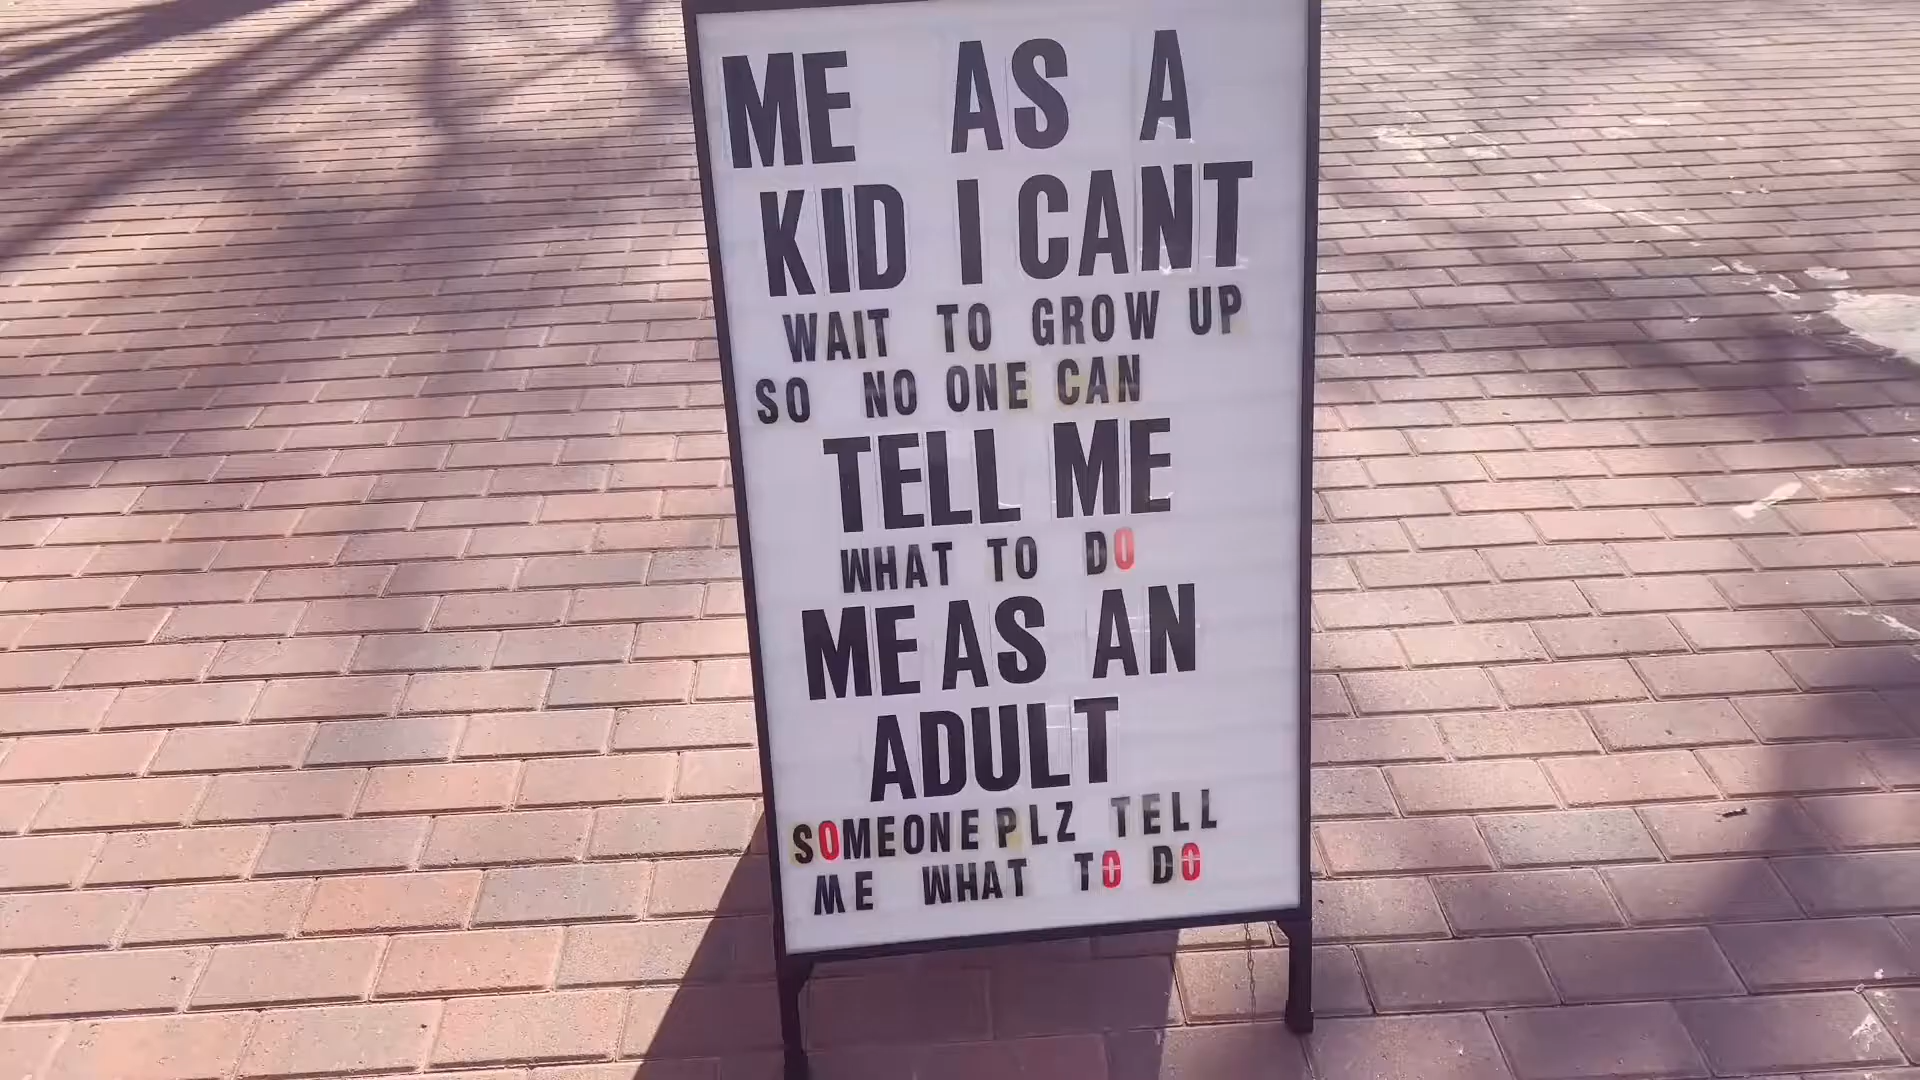 ME AS A
KID I CANT
WAIT TO GROW UP
SO NO ONE CAN
TELL ME
WHAT TO DO
ME AS AN
ADULT
SOMEONE PLZ TELL
ME WHAT TO DO